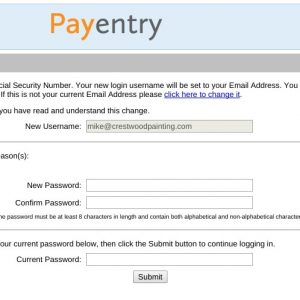 Payentry
cial Security Number. Your new login username will be set to your Email Address. You
If this is not your current Email Address please click here to change it.
you have read and understand this change.
New Username: mike@crestwoodpainting.com
eason(s):
New Password:
Confirm Password:
he password must be at least 8 characters in length and contain both alphabetical and non-alphabetical characte
our current password below, then click the Submit button to continue logging in.
Current Password:
Submit